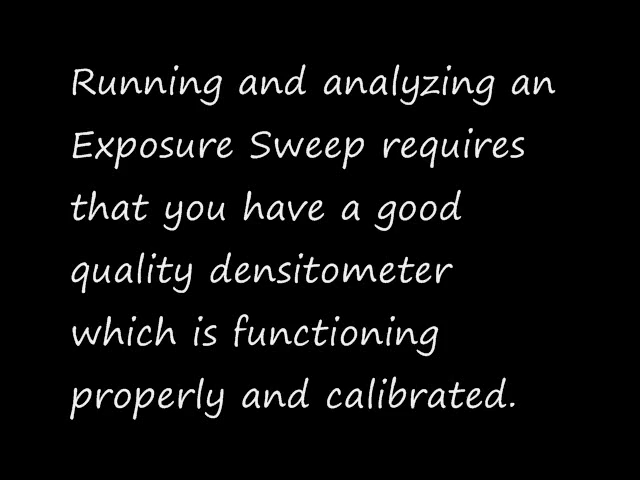 Running and analyzing an
Exposure Sweep requires
that you have a good
quality densitometer
which is functioning
properly and calibrated.